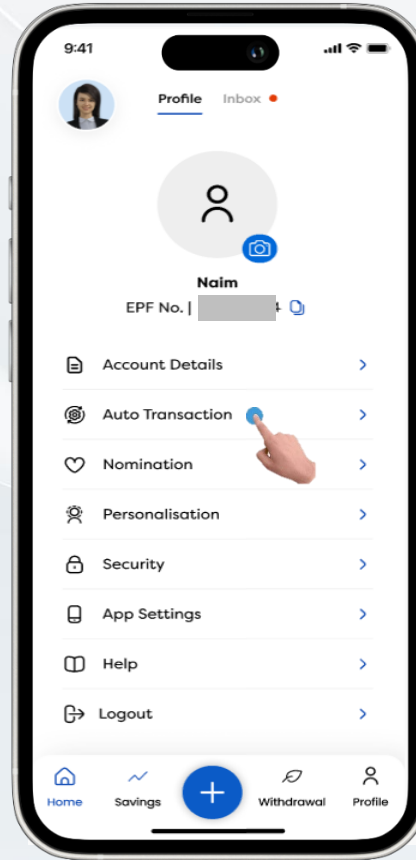 9:41
Profile Inbox
Naim
EPF No. |
Account Details
Auto Transaction
Nomination
Personalisation
Security
App Settings
Help
Logout
Home Savings Withdrawal Profile